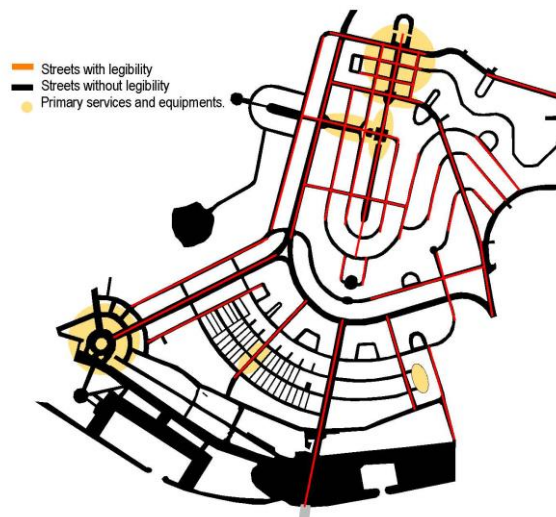 Streets with legibility
Streets without legibility
Primary services and equipments.